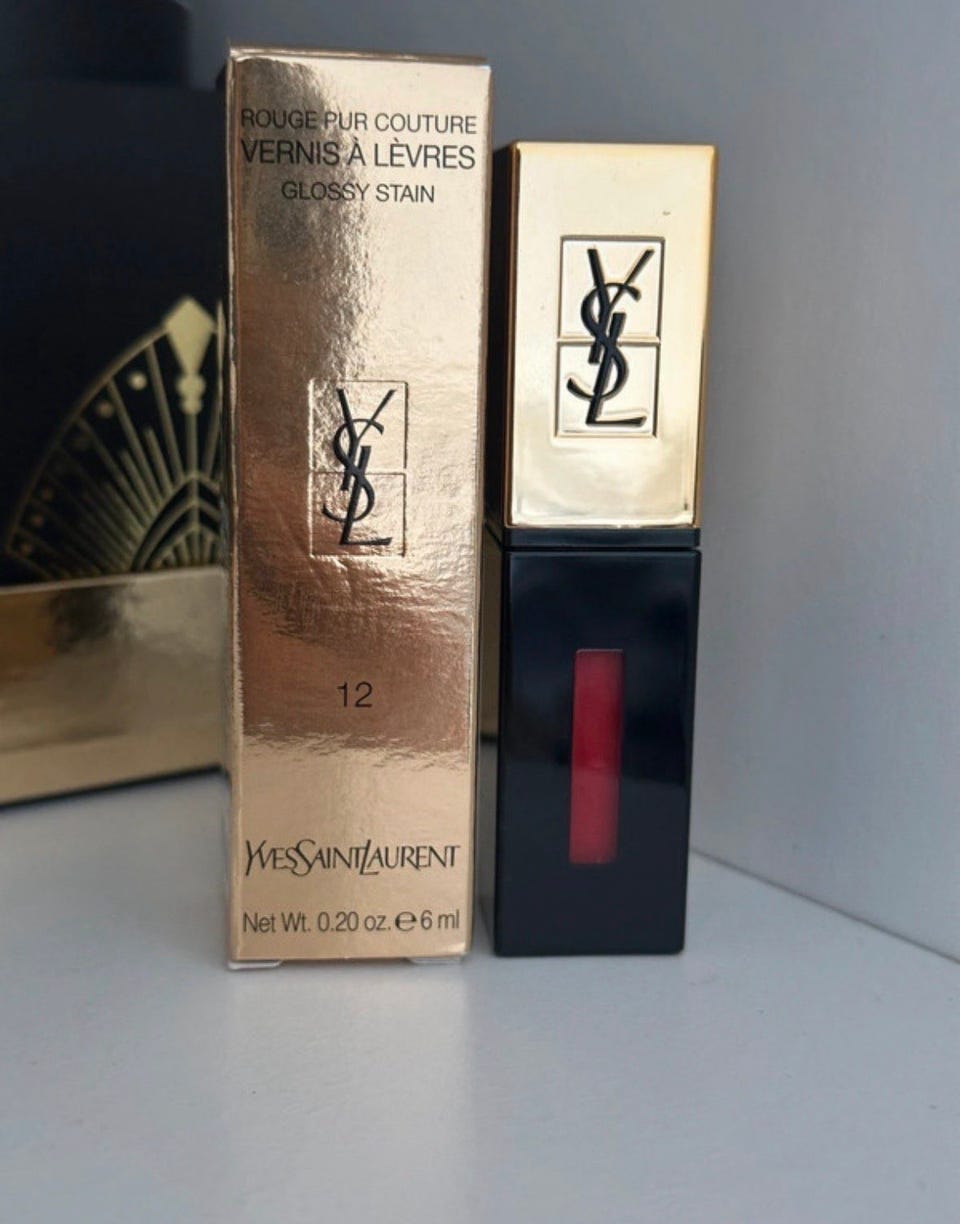 ROUGE PUR COUTURE
VERNIS À LÈVRES
GLOSSY STAIN
YSL
12
YVESSAINTLAURENT
Net Wt. 0.20 oz. ℮ 6 ml
YSL